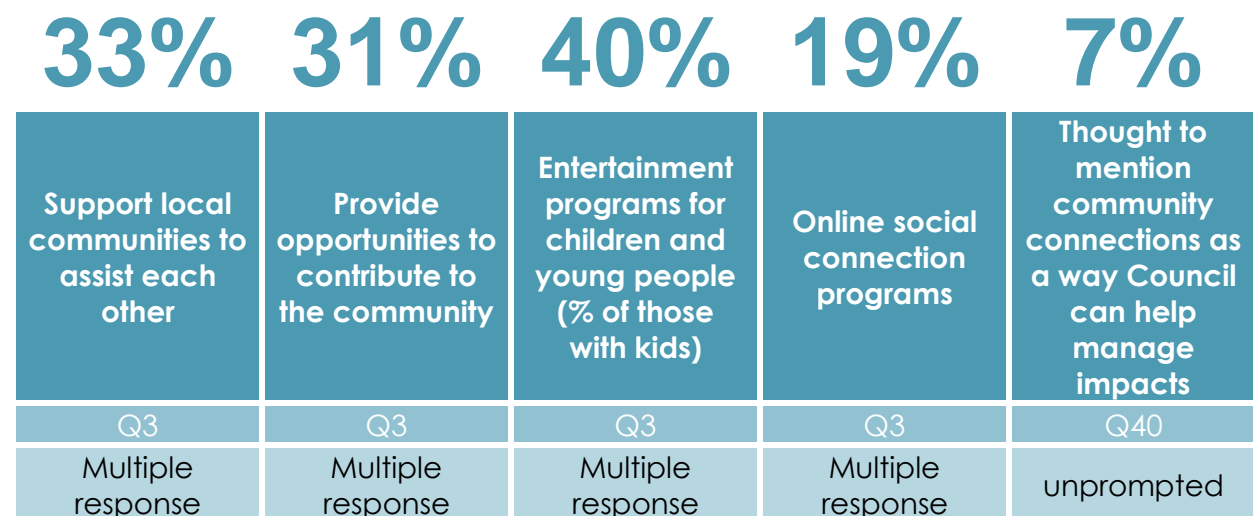 33% 31% 40% 19% 7%
Support local
communities to
assist each
other
Provide
opportunities to
contribute to
the community
Entertainment
programs for
children and
young people
(% of those
with kids)
Online social
connection
programs
Thought to
mention
community
connections as
a way Council
can help
manage
impacts
Q3 Q3 Q3 Q3 Q40
Multiple
response
Multiple
response
Multiple
response
Multiple
response
unprompted